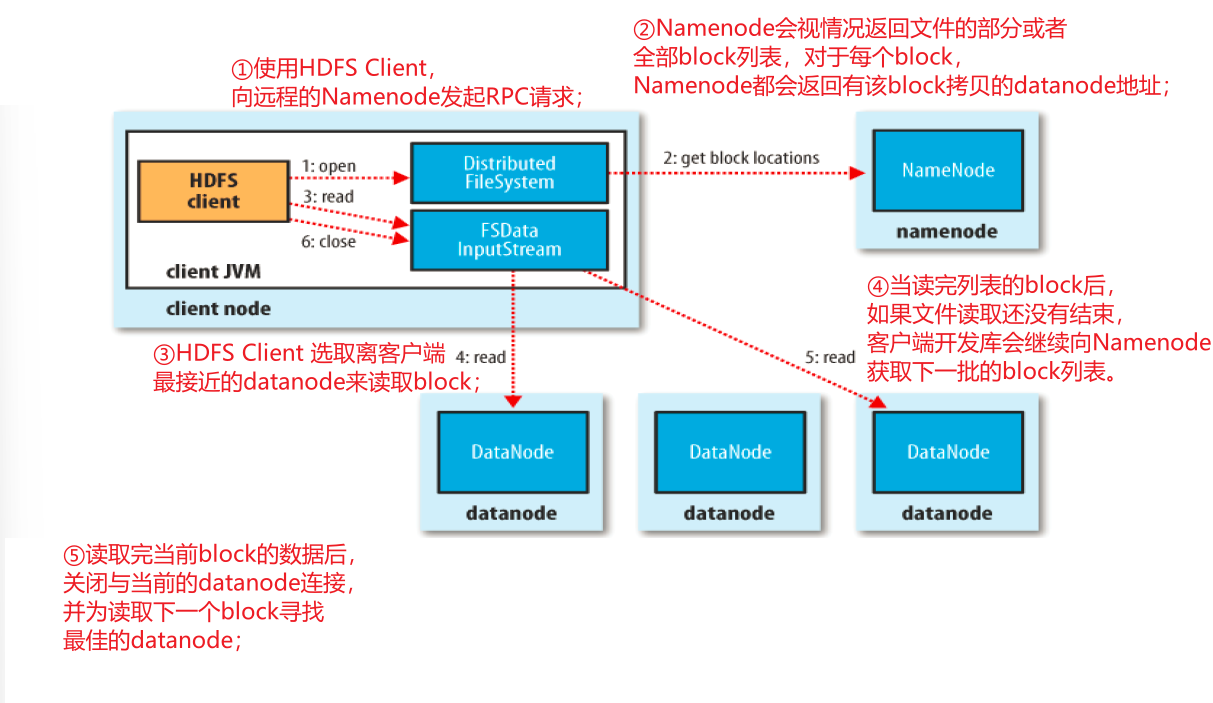 ①使用HDFS Client，
向远程的Namenode发起RPC请求；
②Namenode会视情况返回文件的部分或者
全部block列表，对于每个block，
Namenode都会返回有该block拷贝的datanode地址；
HDFS
client
1: open
3: read
6: close
Distributed
FileSystem
FSData
InputStream
client JVM
client node
2: get block locations
NameNode
namenode
③HDFS Client 选取离客户端
最接近的datanode来读取block；
4: read
5: read
④当读完列表的block后，
如果文件读取还没有结束，
客户端开发库会继续向Namenode
获取下一批的block列表。
DataNode
datanode
DataNode
datanode
DataNode
datanode
⑤读取完当前block的数据后，
关闭与当前的datanode连接，
并为读取下一个block寻找
最佳的datanode；